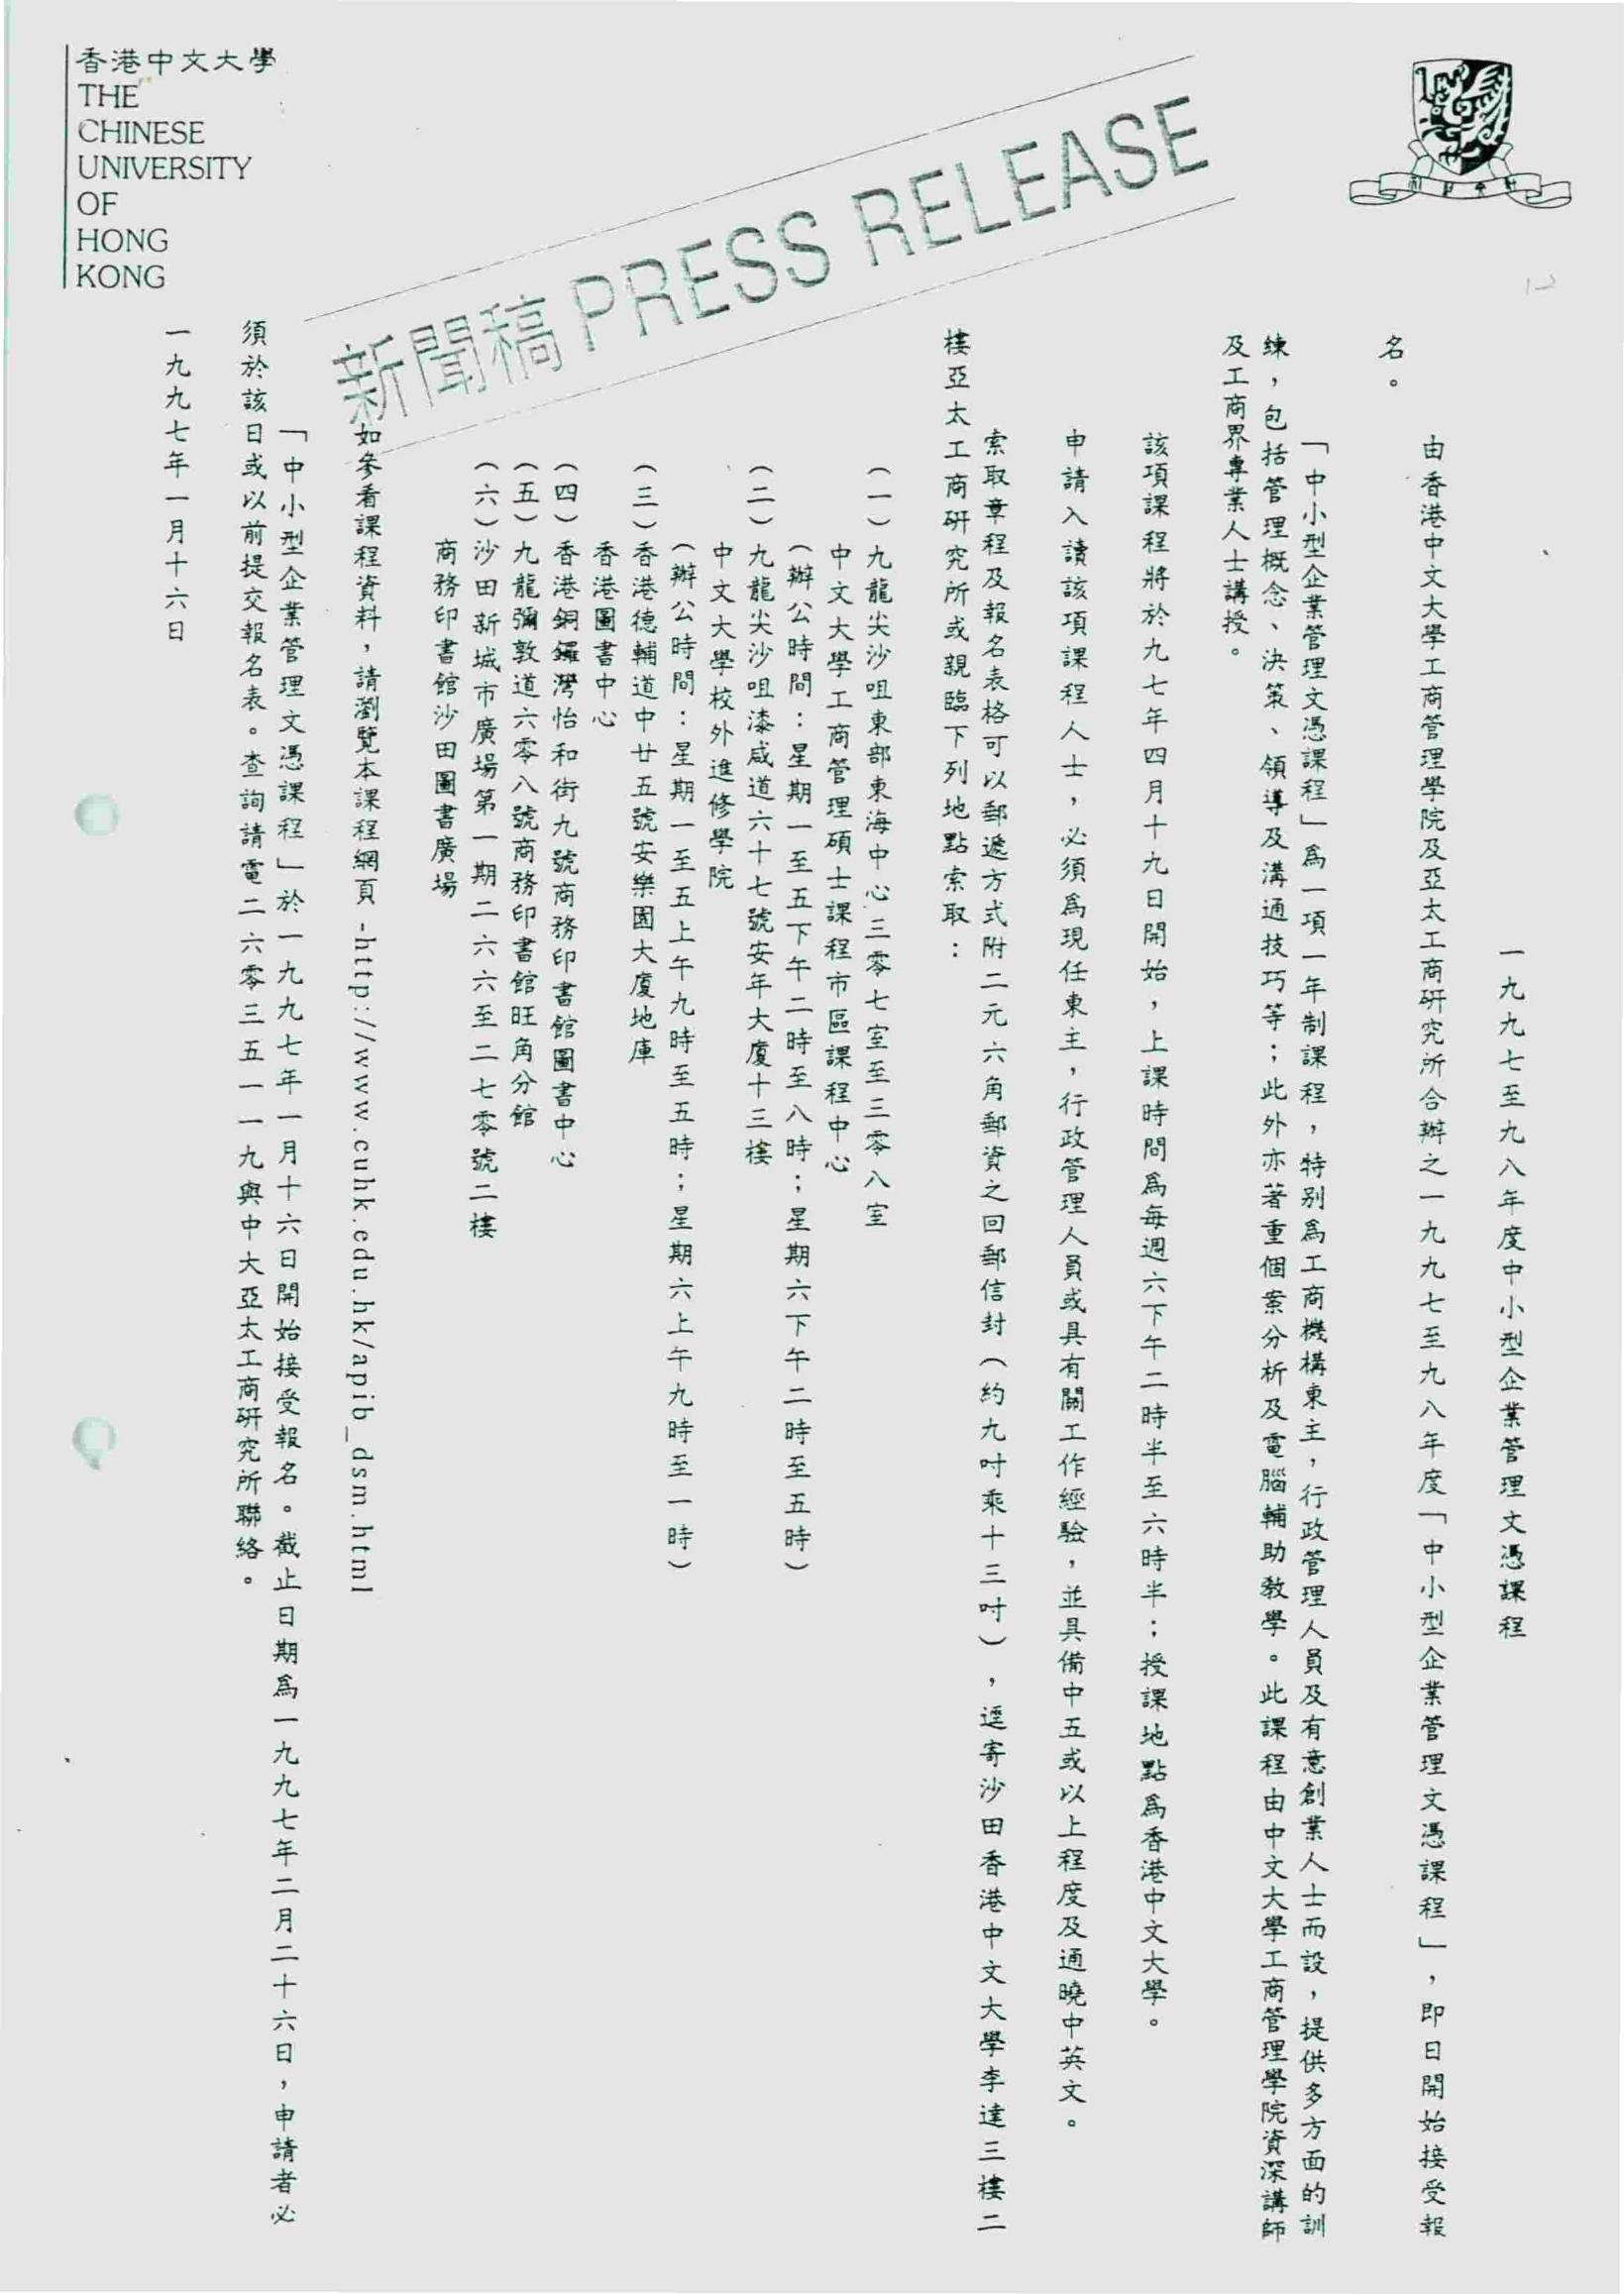 香港中文大學
THE
CHINESE
UNIVERSITY
OF
HONG
KONG
新聞稿 PRESS RELEASE
12
一九九七至九八年度中小型企業管理文憑課程
由香港中文大學工商管理學院及亞太工商研究所合辦之一九九七至九八年度「中小型企業管理文憑課程」，即日開始接受報
名。
「中小型企業管理文憑課程」為一項一年制課程，特別為工商機構東主，行政管理人員及有意創業人士而設，提供多方面的訓
練，包括管理概念、決策、領導及溝通技巧等；此外亦著重個案分析及電腦輔助教學。此課程由中文大學工商管理學院資深講師
及工商界專業人士講授。
該項課程將於九七年四月十九日開始，上課時間為每週六下午二時半至六時半；授課地點為香港中文大學。
申請入讀該項課程人士，必須為現任東主，行政管理人員或具有關工作經驗，並具備中五或以上程度及通曉中英文。
索取章程及報名表格可以郵遞方式附二元六角郵資之回郵信封（約九吋乘十三吋），逕寄沙田香港中文大學李達三樓二
樓亞太工商研究所或親臨下列地點索取：
（一）九龍尖沙咀東部東海中心三零七室至三零八室
中文大學工商管理碩士課程市區課程中心
（辦公時間：星期一至五下午二時至八時；星期六下午二時至五時）
（二）九龍尖沙咀漆咸道六十七號安年大廈十三樓
中文大學校外進修學院
（辦公時間：星期一至五上午九時至五時；星期六上午九時至一時）
（三）香港德輔道中廿五號安樂園大廈地庫
香港圖書中心
（四）香港銅鑼灣怡和街九號商務印書館圖書中心
（五）九龍彌敦道六零八號商務印書館旺角分館
（六）沙田新城市廣場第一期二六六至二七零號二樓
商務印書館沙田圖書廣場
如參看課程資料，請瀏覽本課程網頁 -http://www.cuhk.edu.hk/apib_dsm.html
「中小型企業管理文憑課程」於一九九七年一月十六日開始接受報名。截止日期為一九九七年二月二十六日，申請者必
須於該日或以前提交報名表。查詢請電二六零三五一一九與中大亞太工商研究所聯絡。
一九九七年一月十六日